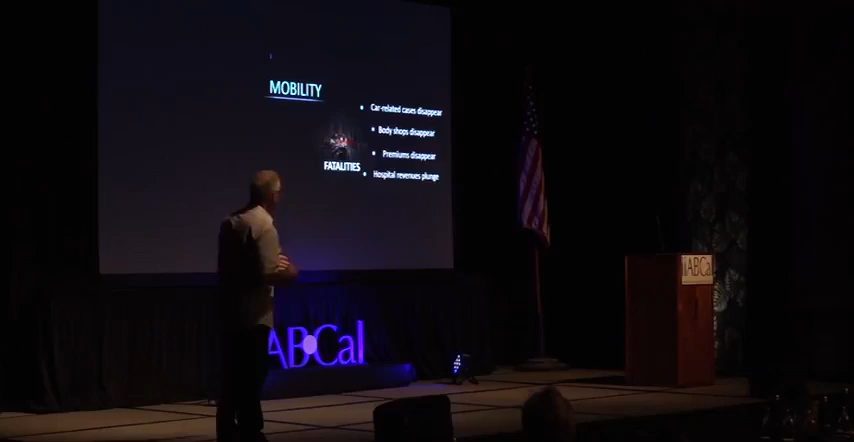 MOBILITY
Car-related cases disappear
Body shops disappear
Premiums disappear
FATALITIES
Hospital revenues plunge
ABCal
ABCal